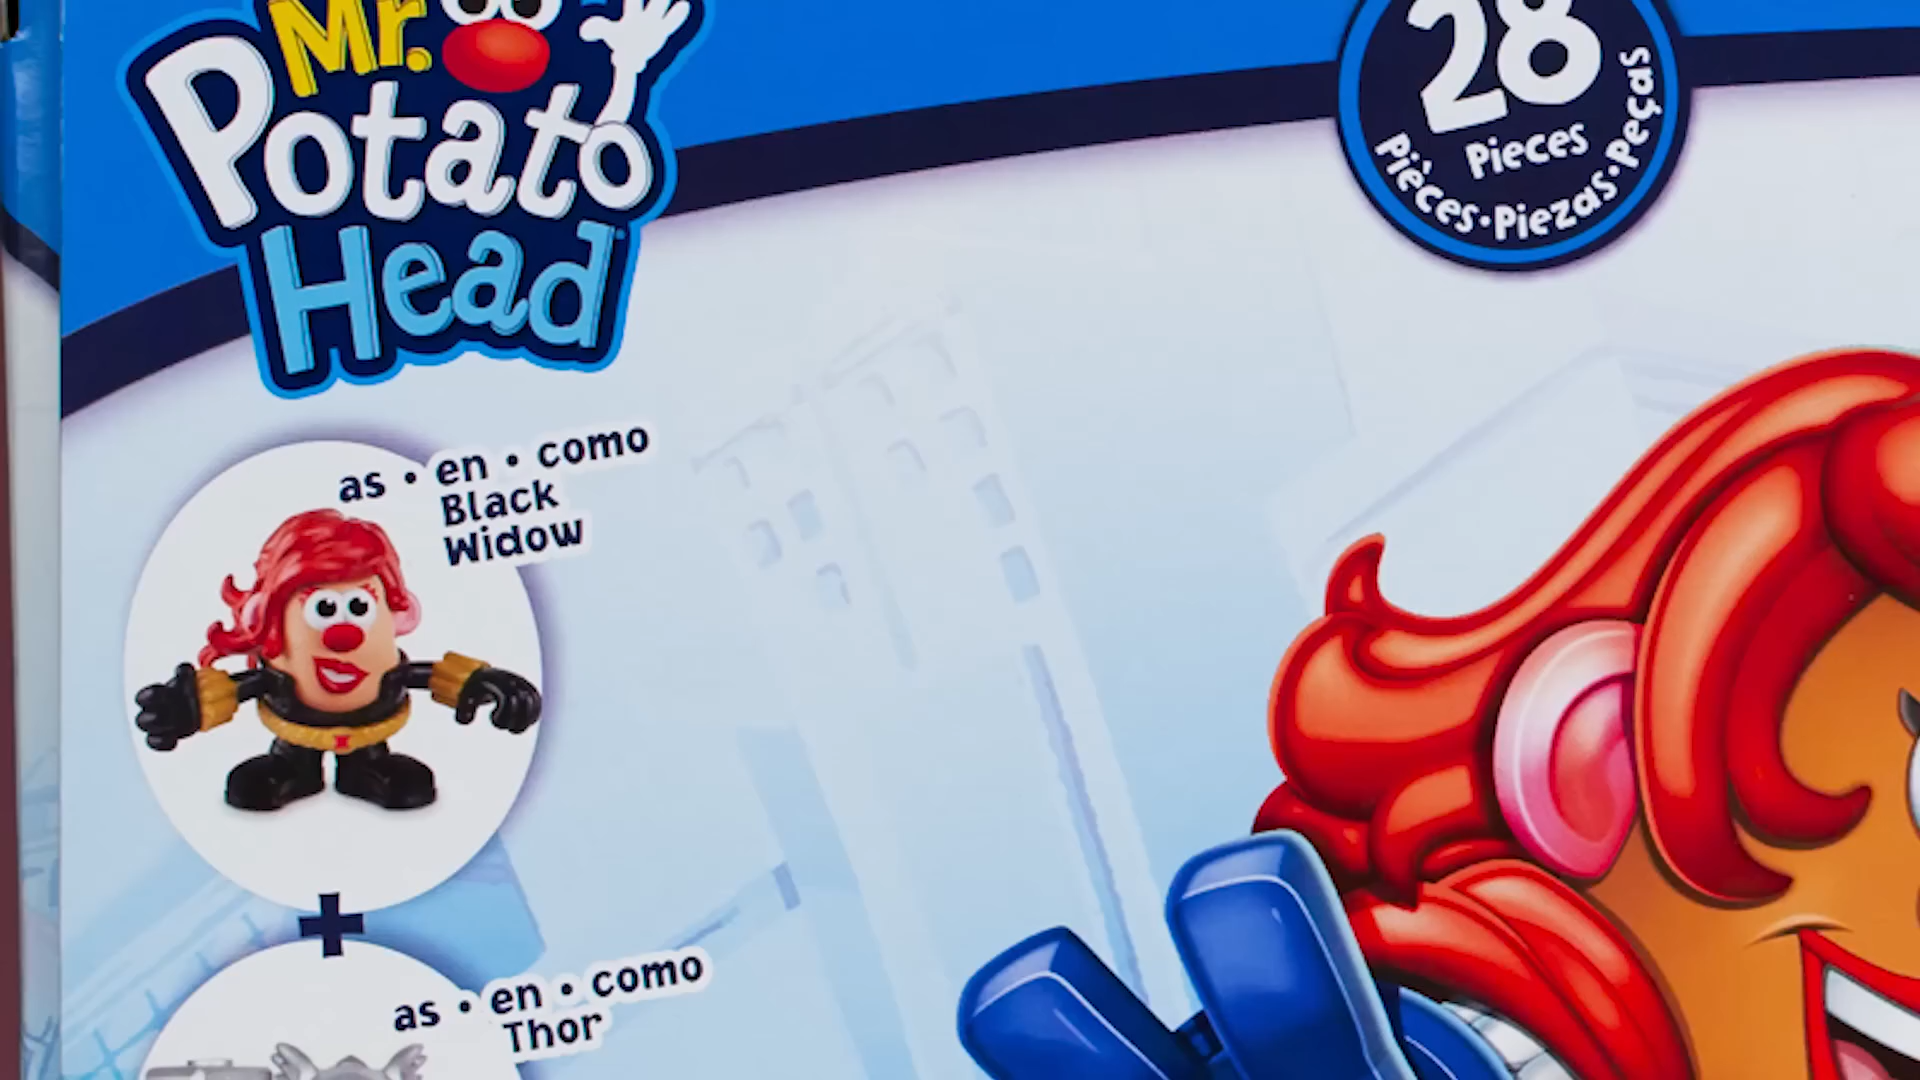 Mr.
Potato
Head
28
Pieces
Pièces•Piezas•Peças
as • en • como
Black
Widow
as • en • como
Thor